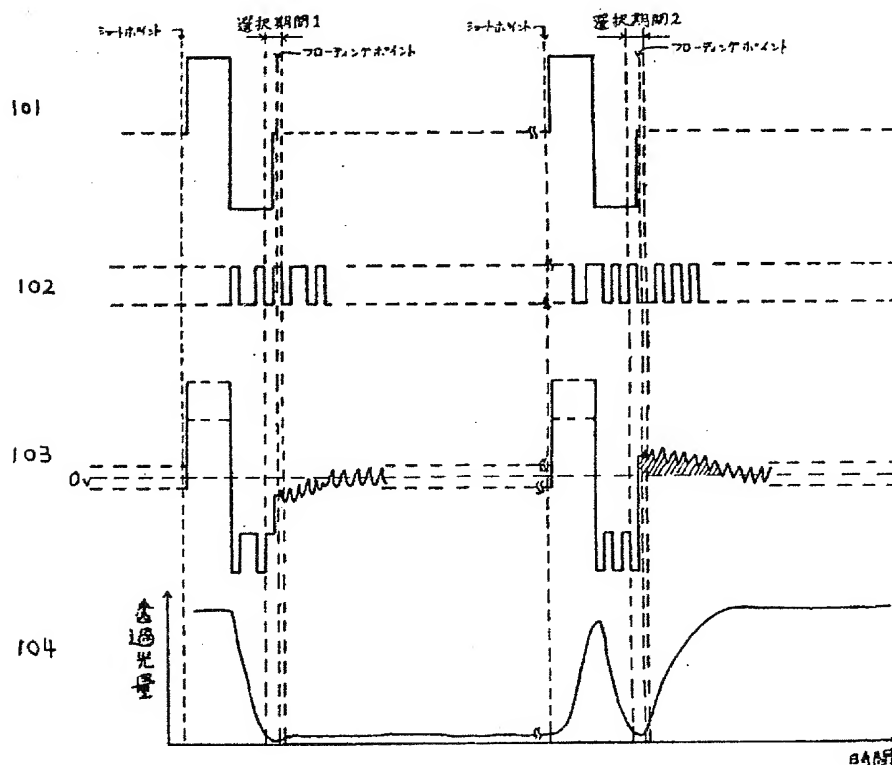 選択期間1
ショートポイント
フローティングポイント
選択期間2
ショートポイント
フローティングポイント
101
102
103
0v
104
透過光量
時間